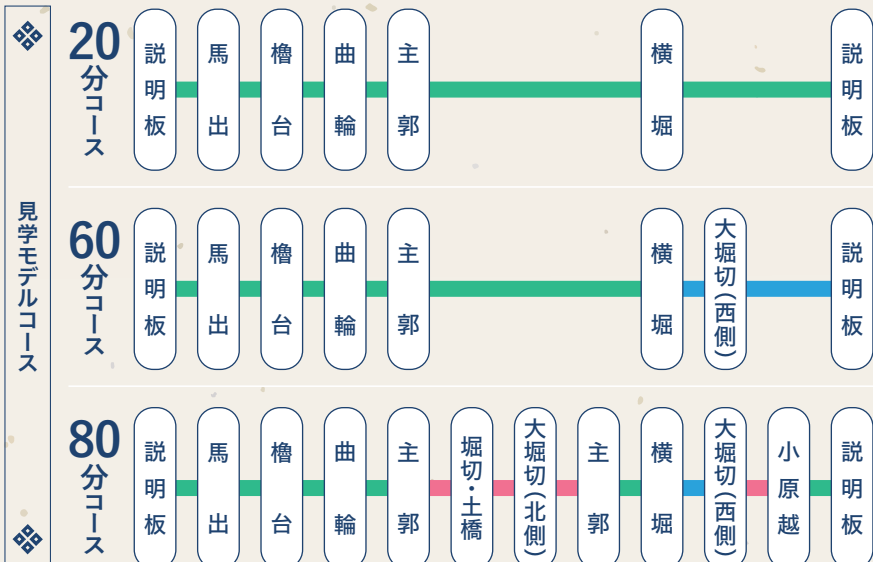 見学モデルコース
20分コース
説明板
馬出
櫓台
曲輪
主郭
横堀
説明板
60分コース
説明板
馬出
櫓台
曲輪
主郭
横堀
大堀切(西側)
説明板
80分コース
説明板
馬出
櫓台
曲輪
主郭
堀切・土橋
大堀切(北側)
主郭
横堀
大堀切(西側)
小原越
説明板